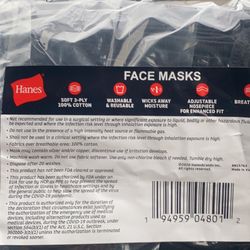 FACE MASKS
Hanes
SOFT 3-PLY
100% COTTON
WASHABLE &
REUSABLE
WICKS AWAY
MOISTURE
ADJUSTABLE
NOSEPIECE
FOR ENHANCED FIT
BREAT
• Not recommended for use in a surgical setting or where significant exposure to liquid, bodily or other hazardous fluids
be expected and where the infection risk level through inhalation exposure is high.
• Do not use in the presence of a high intensity heat source or flammable gas.
• Do not use in a clinical setting where the infection risk level through inhalation exposure is high.
• Fabrics over breathable area: 100% cotton.
• Masks may contain silver and/or copper; discontinue use if irritation occurs.
• Machine wash warm. Do not use fabric softener. Use only non-chlorine bleach if needed. Tumble dry high.
• Dispose after 20 washes
• This product has not been FDA cleared or approved.
• This product has been authorized by FDA under an
EUA for use by HCP as PPE to help prevent the spread
of infection or illness in healthcare settings and by
the general public to help slow the spread of the virus
during the COVID-19 pandemic.
• This product is authorized only for the duration of
the declaration that circumstances exist justifying
the authorization of the emergency use of medical
devices, including alternative products used as
medical devices, during the COVID-19 outbreak,
under section 564(b)(1) of the Act, 21 U.S.C. Section
360bbb-3(b)(1) unless the authorization is terminated
or revoked sooner.
1 94959 04801